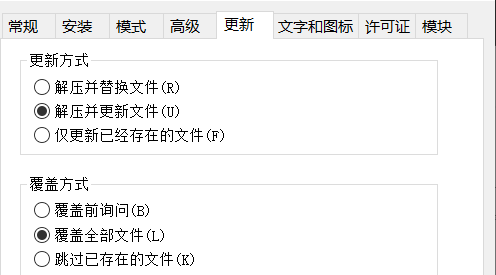 常规 安装 模式 高级 更新 文字和图标 许可证 模块
更新方式
解压并替换文件(R)
解压并更新文件(U)
仅更新已经存在的文件(F)
覆盖方式
覆盖前询问(B)
覆盖全部文件(L)
跳过已存在的文件(K)